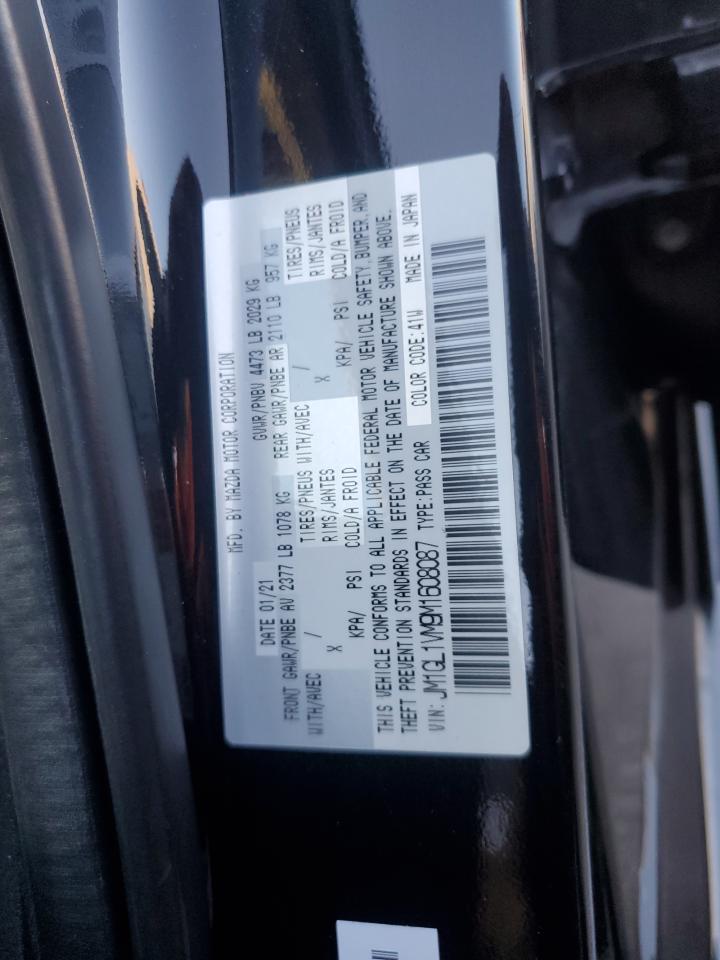 MFD. BY MAZDA MOTOR CORPORATION
DATE 01/21 GVWR/PNBV 4473 LB 2029 KG
FRONT GAWR/PNBE AV 2377 LB 1078 KG REAR GAWR/PNBE AR 2110 LB 957 KG
WITH/AVEC / TIRES/PNEUS WITH/AVEC / TIRES/PNEUS
X RIMS/JANTES X RIMS/JANTES
KPA/ PSI COLD/A FROID KPA/ PSI COLD/A FROID
THIS VEHICLE CONFORMS TO ALL APPLICABLE FEDERAL MOTOR VEHICLE SAFETY, BUMPER, AND
THEFT PREVENTION STANDARDS IN EFFECT ON THE DATE OF MANUFACTURE SHOWN ABOVE.
VIN: JM1GL1VM9M1608087 TYPE:PASS CAR COLOR CODE:41W MADE IN JAPAN